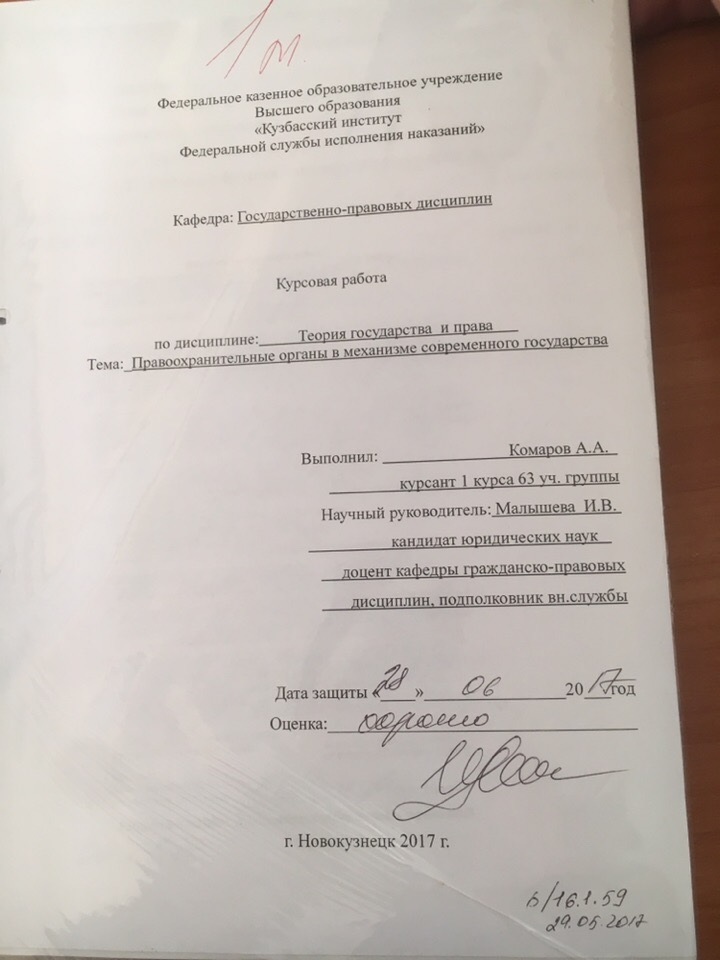 Федеральное казенное образовательное учреждение
Высшего образования
«Кузбасский институт
Федеральной службы исполнения наказаний»
Кафедра: Государственно-правовых дисциплин
Курсовая работа
по дисциплине: Теория государства и права
Тема: Правоохранительные органы в механизме современного государства
Выполнил: Комаров А.А.
курсант 1 курса 63 уч. группы
Научный руководитель: Малышева И.В.
кандидат юридических наук
доцент кафедры гражданско-правовых
дисциплин, подполковник вн.службы
Дата защиты «28» 06 2017 год
Оценка: хорошо
г. Новокузнецк 2017 г.
6/16.1.59
29.05.2017